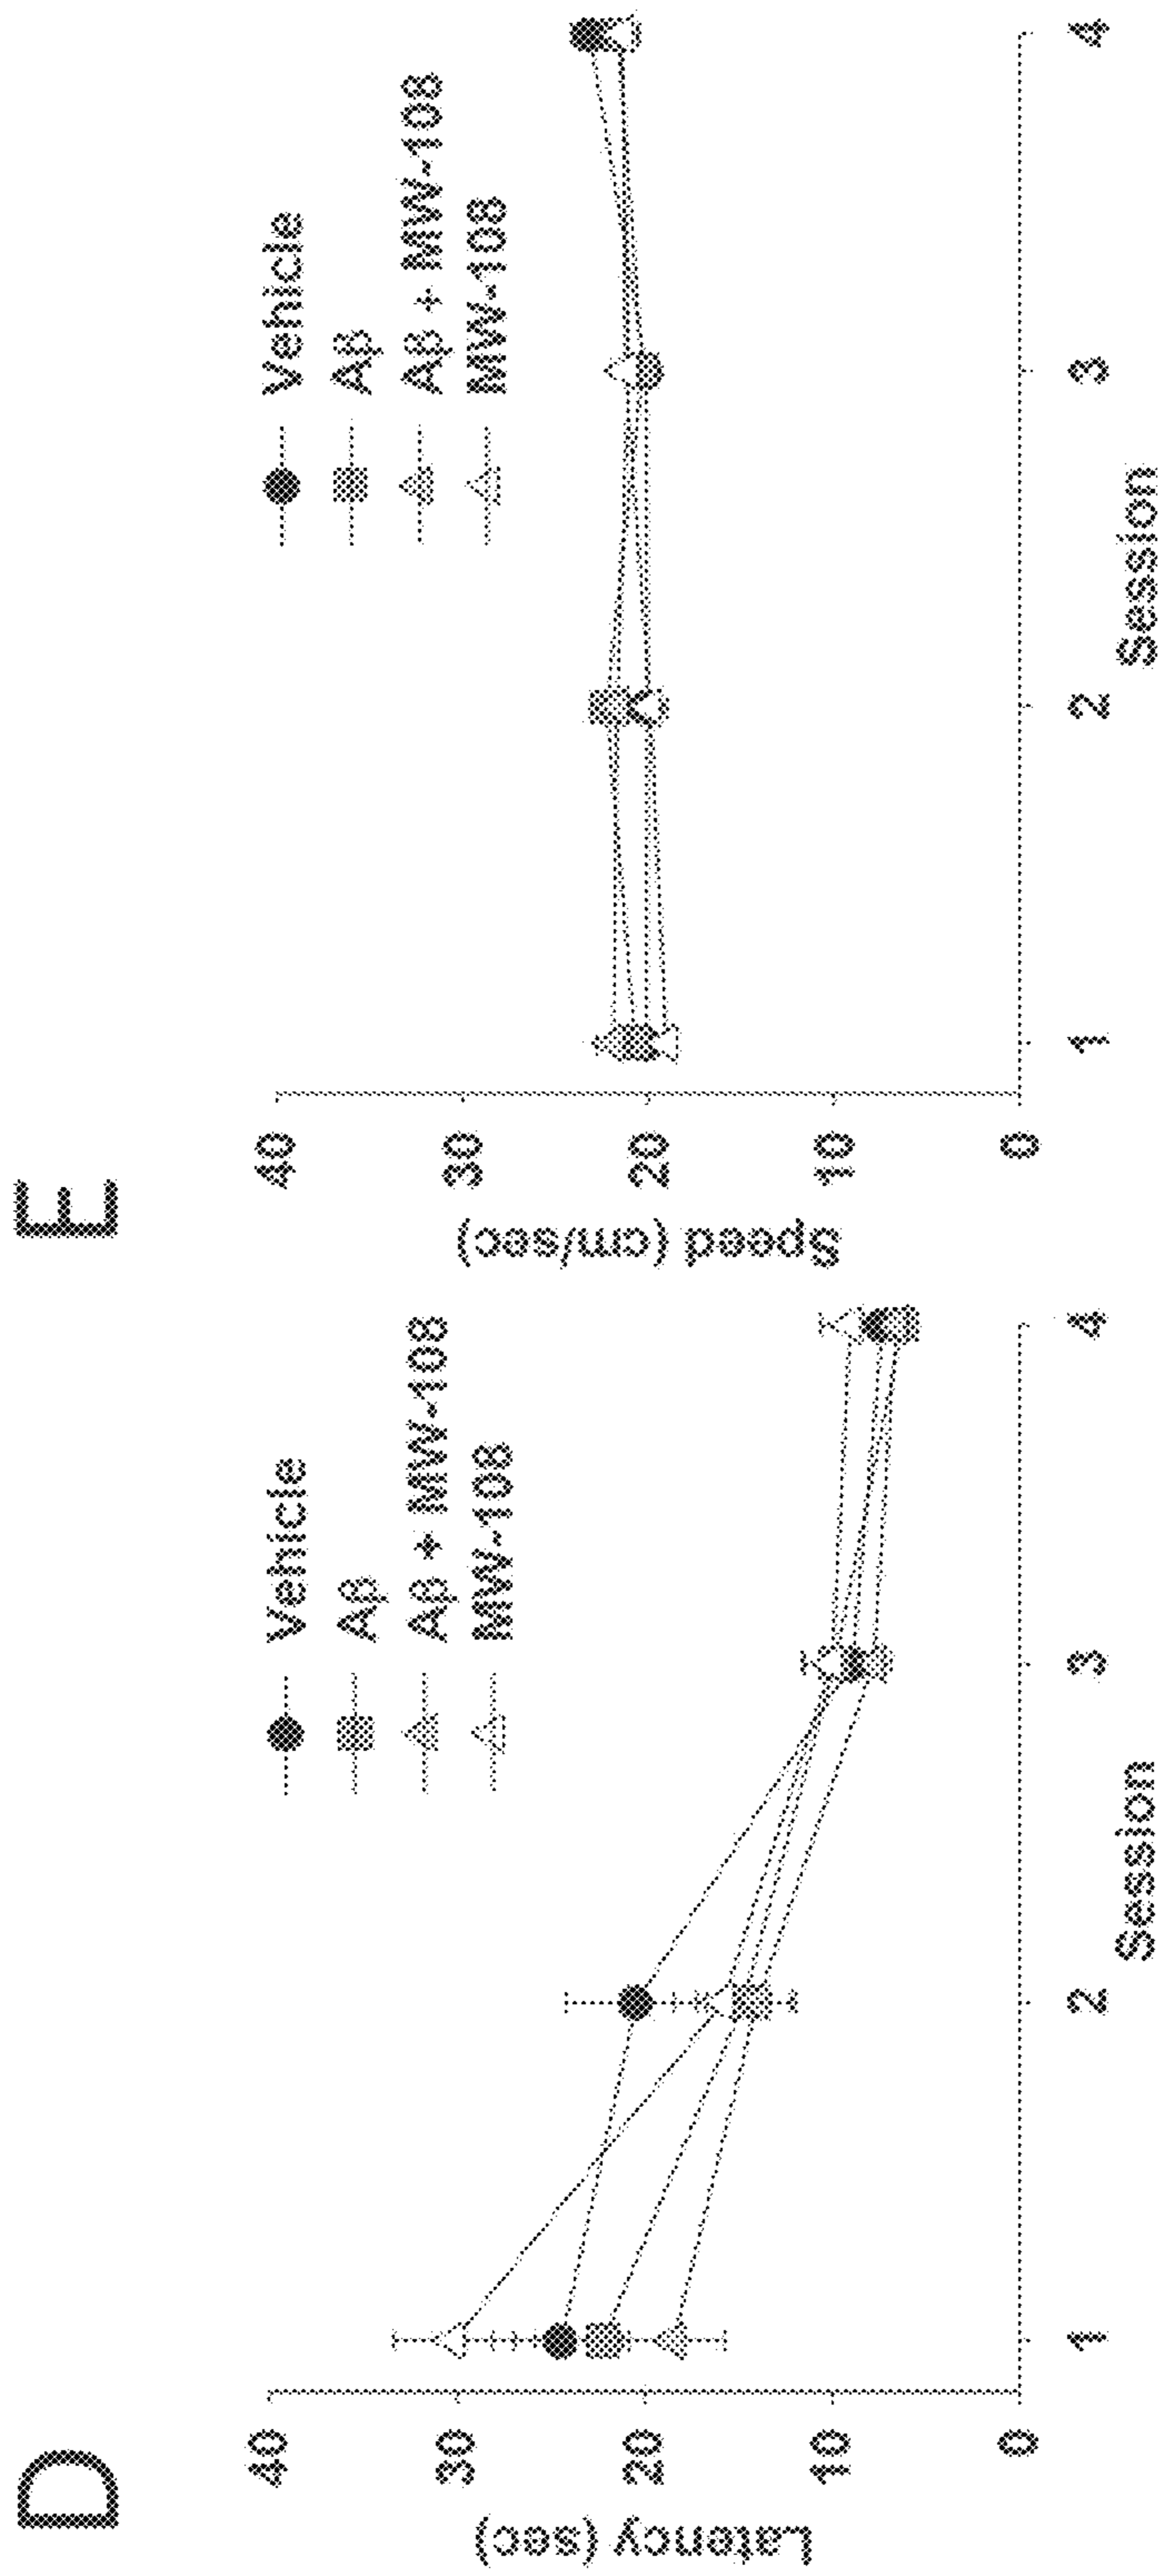 D
Latency (sec)
40
30
20
10
0
Vehicle
Aβ
Aβ + MW-108
MW-108
1
2
3
4
Session
E
Speed (cm/sec)
40
30
20
10
0
Vehicle
Aβ
Aβ + MW-108
MW-108
1
2
3
4
Session